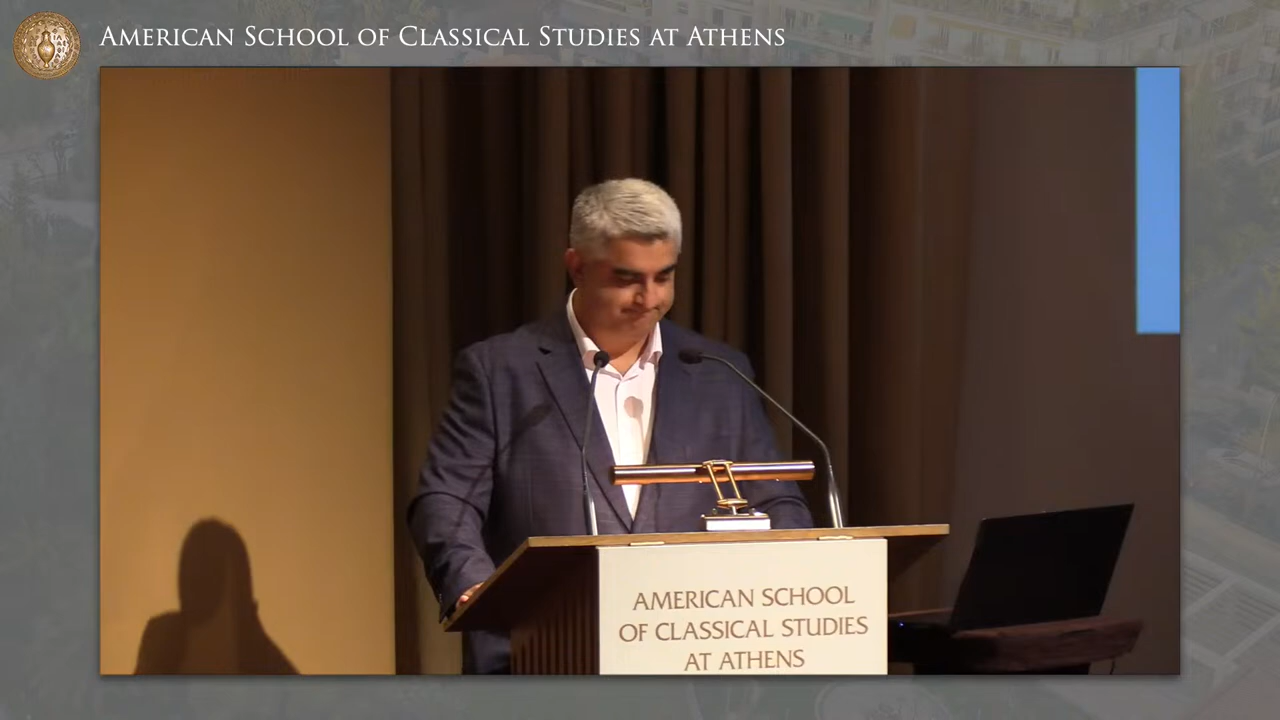 AMERICAN SCHOOL OF CLASSICAL STUDIES AT ATHENS
AMERICAN SCHOOL
OF CLASSICAL STUDIES
AT ATHENS